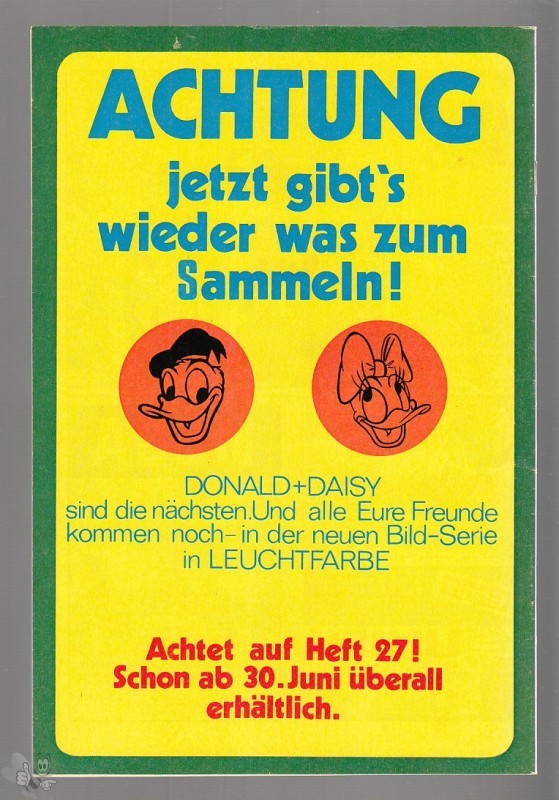 ACHTUNG
jetzt gibt's
wieder was zum
Sammeln!
DONALD+DAISY
sind die nächsten.Und alle Eure Freunde
kommen noch-in der neuen Bild-Serie
in LEUCHTFARBE
Achtet auf Heft 27!
Schon ab 30.Juni überall
erhältlich.